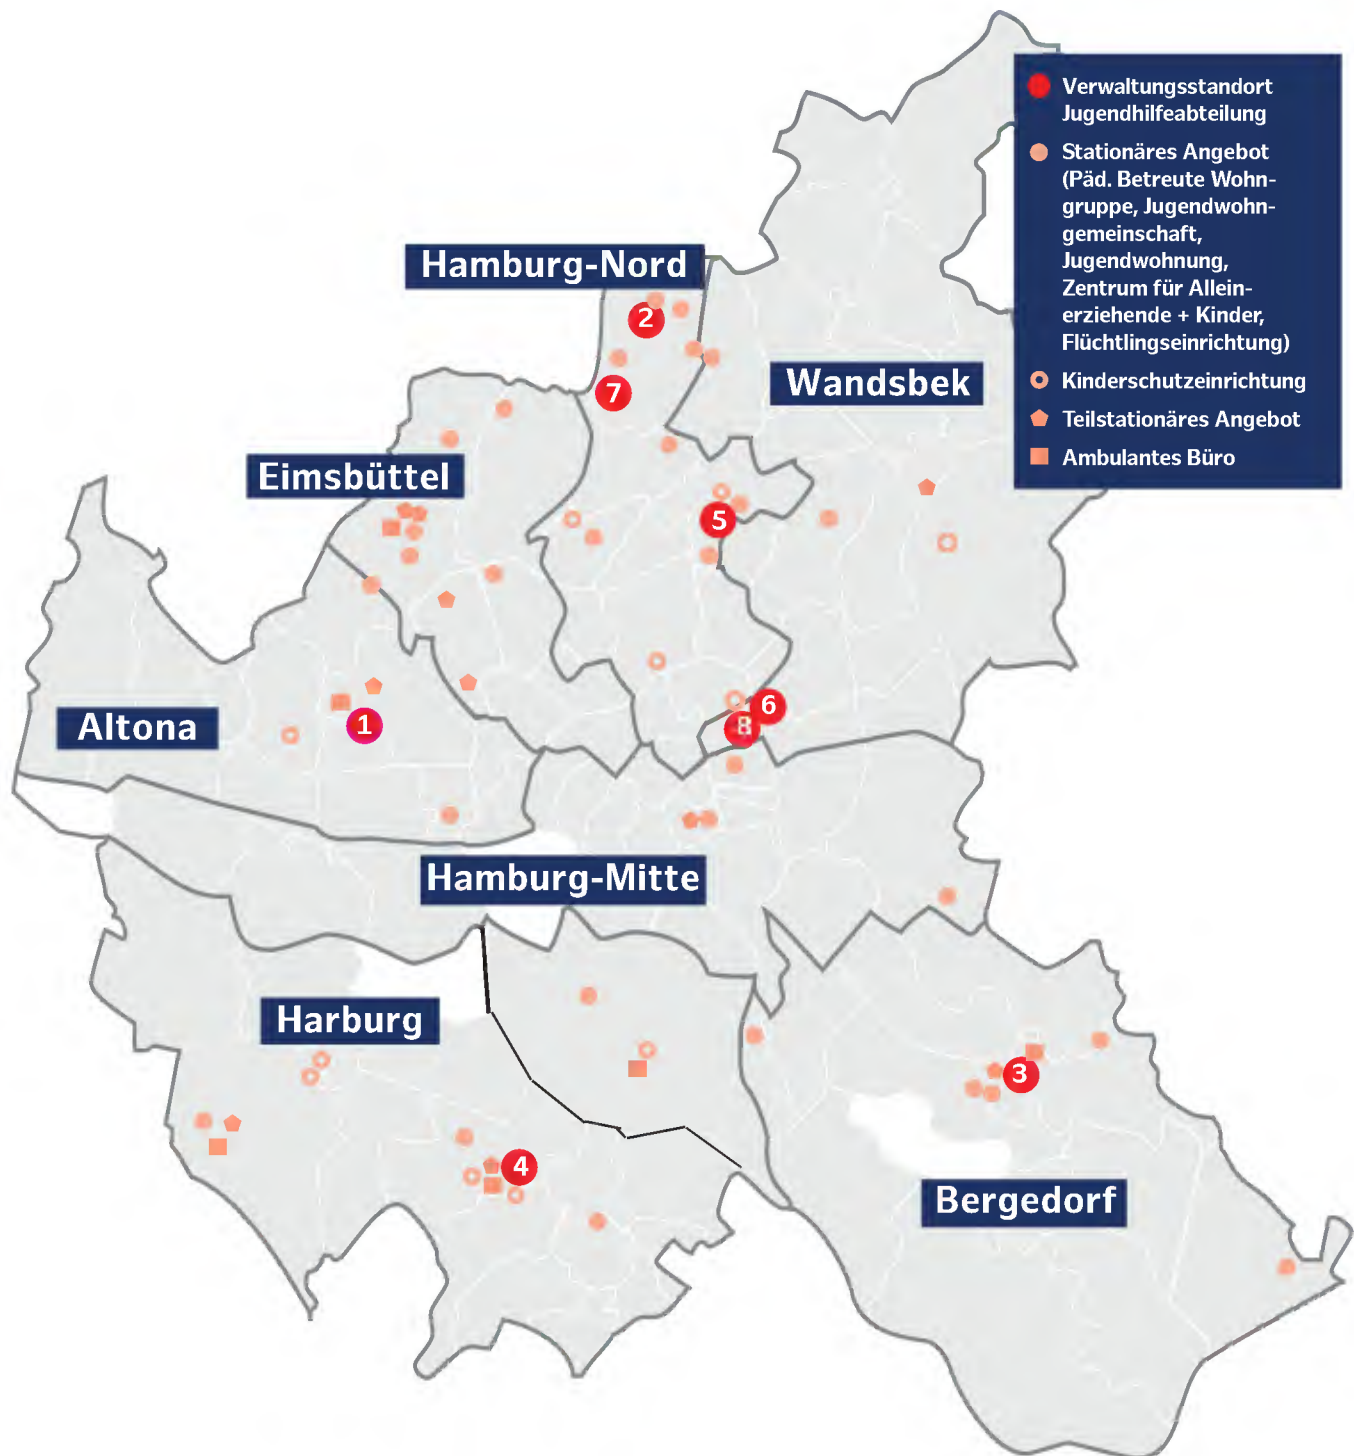 Verwaltungsstandort
Jugendhilfeabteilung
Stationäres Angebot
(Päd. Betreute Wohn-
gruppe, Jugendwohn-
gemeinschaft,
Jugendwohnung,
Zentrum für Allein-
erziehende + Kinder,
Flüchtlingseinrichtung)
Kinderschutzeinrichtung
Teilstationäres Angebot
Ambulantes Büro
Hamburg-Nord
2
Wandsbek
7
Eimsbüttel
5
6
Altona
1
8
Hamburg-Mitte
Harburg
3
4
Bergedorf